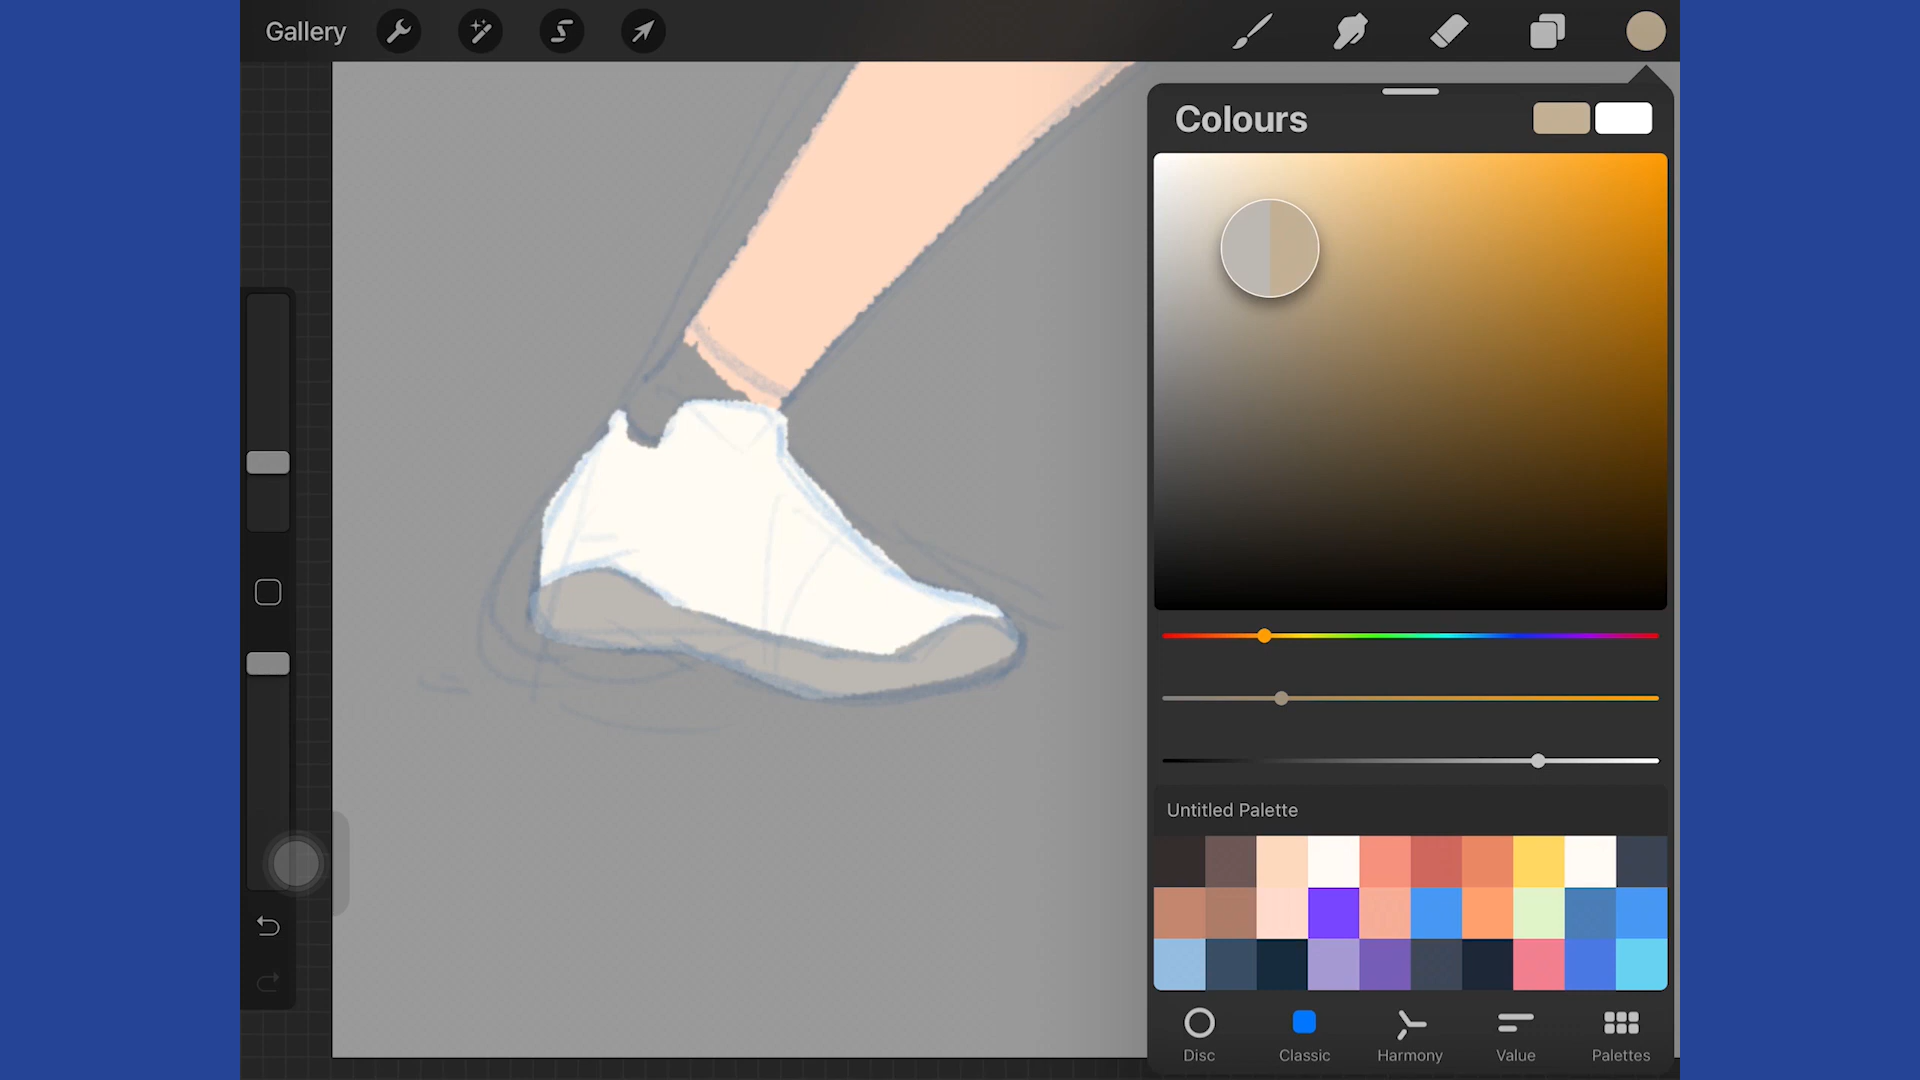 Gallery
Colours
Untitled Palette
Disc
Classic
Harmony
Value
Palettes